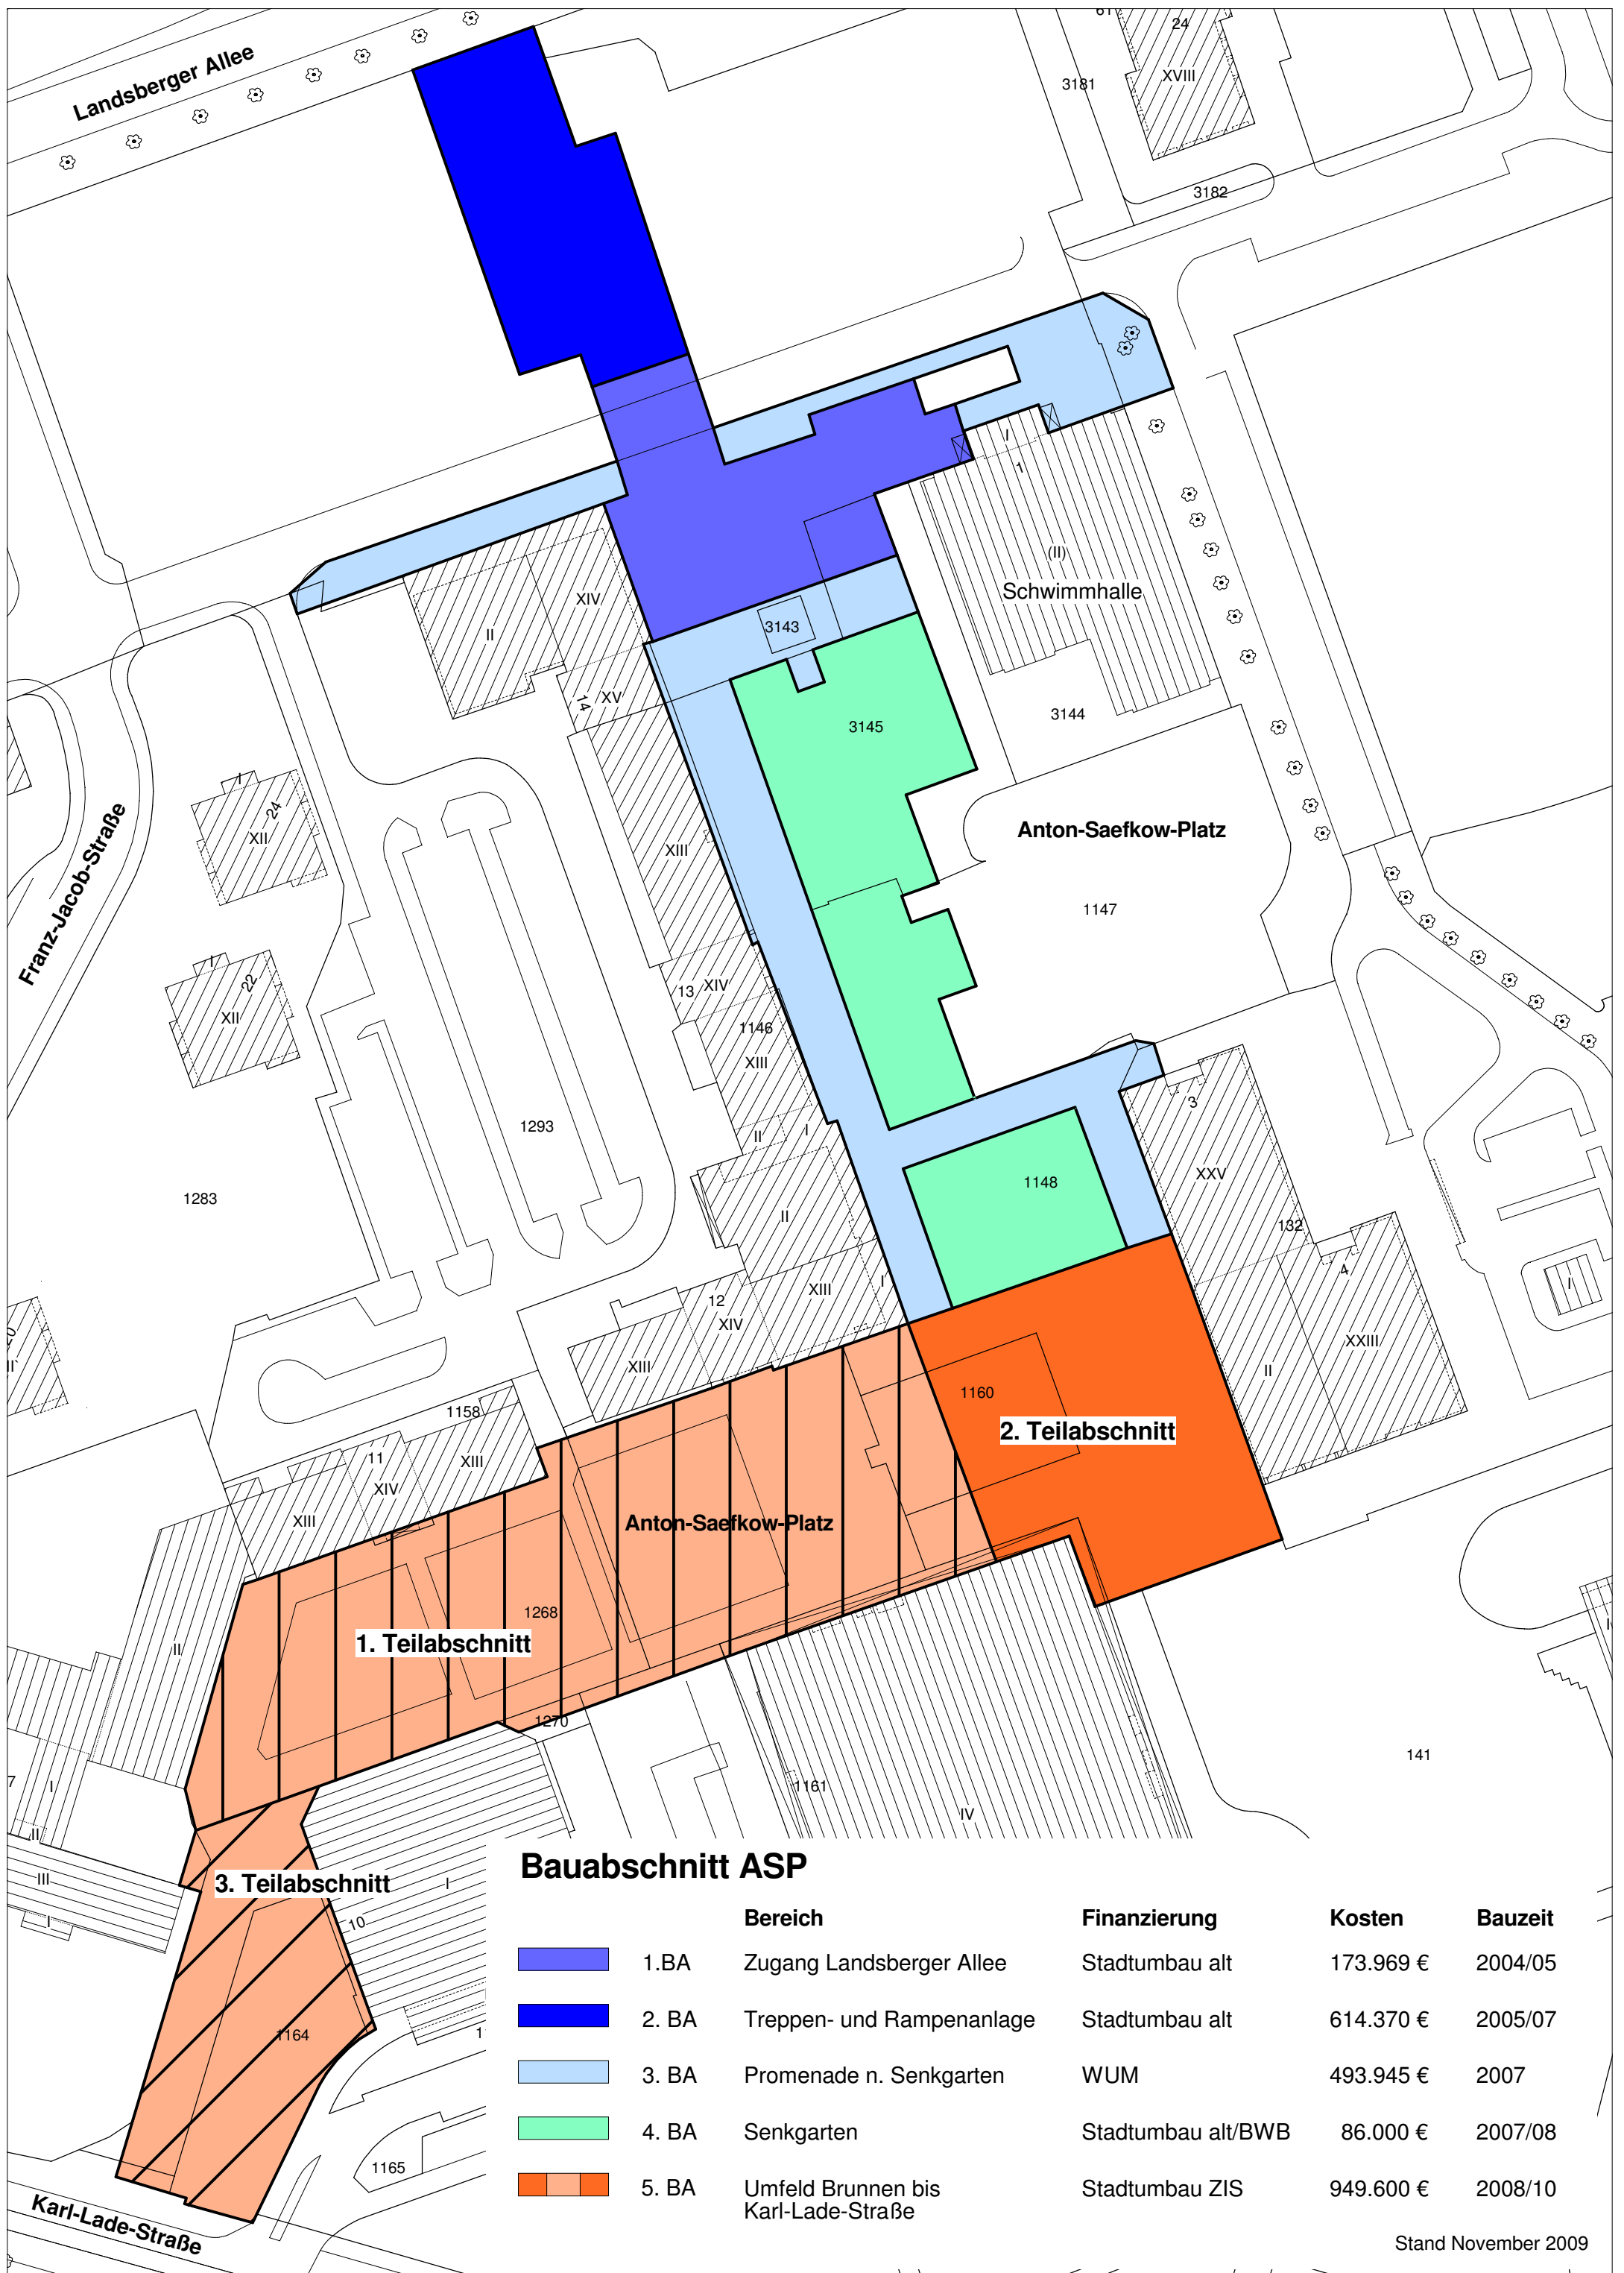 61
24
Landsberger Allee
XVIII
3181
3182
I
1
(II)
Schwimmhalle
XIV
3143
II
14
XV
3144
3145
I
24
XII
XIII
Anton-Saefkow-Platz
Franz-Jacob-Straße
1147
I
22
XII
13
XIV
1146
XIII
3
1293
II
I
XXV
1148
1283
II
132
4
I
I
XIII
12
XIV
XIII
XXIII
II
1160
1158
2. Teilabschnitt
11
XIII
XIV
XIII
Anton-Saefkow-Platz
1268
1. Teilabschnitt
II
1270
141
7
I
1161
IV
II
III
3. Teilabschnitt
I
I
10
1164
1165
Karl-Lade-Straße
Bauabschnitt ASP
Bereich Finanzierung Kosten Bauzeit
1.BA Zugang Landsberger Allee Stadtumbau alt 173.969 € 2004/05
2. BA Treppen- und Rampenanlage Stadtumbau alt 614.370 € 2005/07
3. BA Promenade n. Senkgarten WUM 493.945 € 2007
4. BA Senkgarten Stadtumbau alt/BWB 86.000 € 2007/08
5. BA Umfeld Brunnen bis Stadtumbau ZIS 949.600 € 2008/10
Karl-Lade-Straße
Stand November 2009